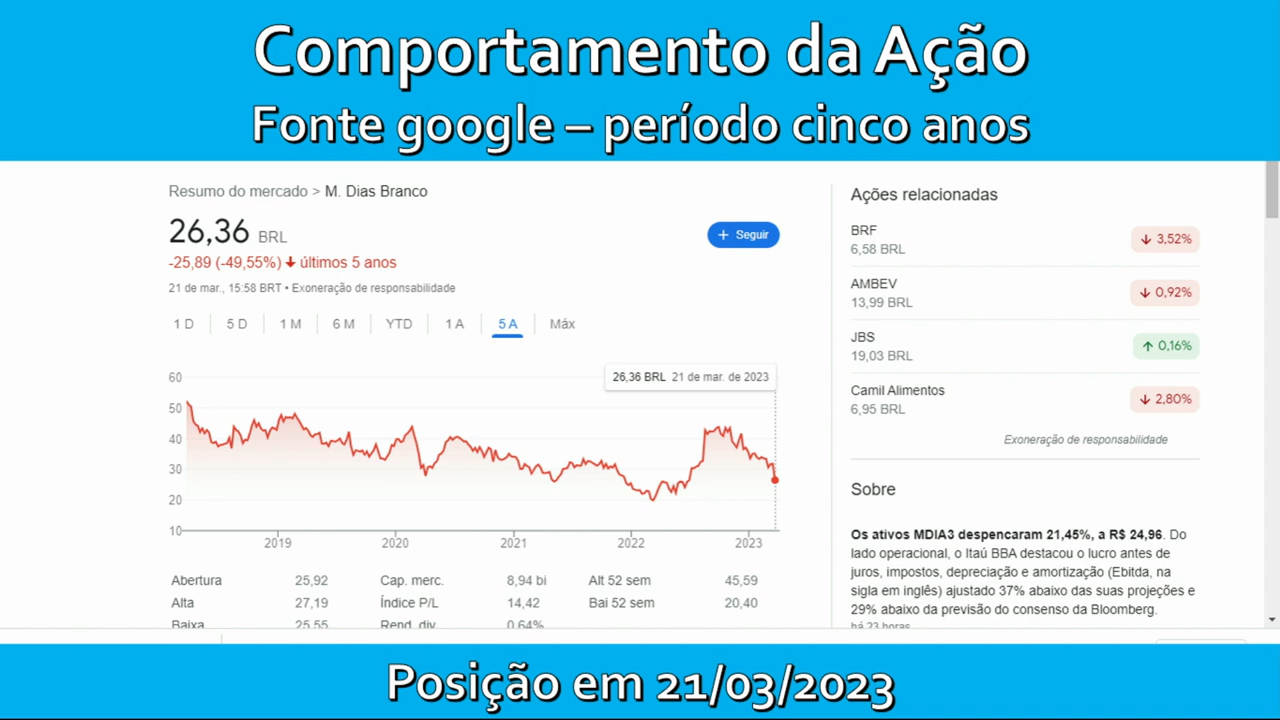 Comportamento da Ação
Fonte google – período cinco anos
Resumo do mercado > M. Dias Branco
26,36 BRL
+ Seguir
-25,89 (-49,55%) ↓ últimos 5 anos
21 de mar., 15:58 BRT • Exoneração de responsabilidade
1 D 5 D 1 M 6 M YTD 1 A 5 A Máx
26,36 BRL 21 de mar. de 2023
60
50
40
30
20
10
2019 2020 2021 2022 2023
Abertura 25,92 Cap. merc. 8,94 bi Alt 52 sem 45,59
Alta 27,19 Índice P/L 14,42 Bai 52 sem 20,40
Baixa 25,55 Rend. div. 0,64%
Ações relacionadas
BRF
6,58 BRL
↓ 3,52%
AMBEV
13,99 BRL
↓ 0,92%
JBS
19,03 BRL
↑ 0,16%
Camil Alimentos
6,95 BRL
↓ 2,80%
Exoneração de responsabilidade
Sobre
Os ativos MDIA3 despencaram 21,45%, a R$ 24,96. Do
lado operacional, o Itaú BBA destacou o lucro antes de
juros, impostos, depreciação e amortização (Ebitda, na
sigla em inglês) ajustado 37% abaixo das suas projeções e
29% abaixo da previsão do consenso da Bloomberg.
há 23 horas
Posição em 21/03/2023